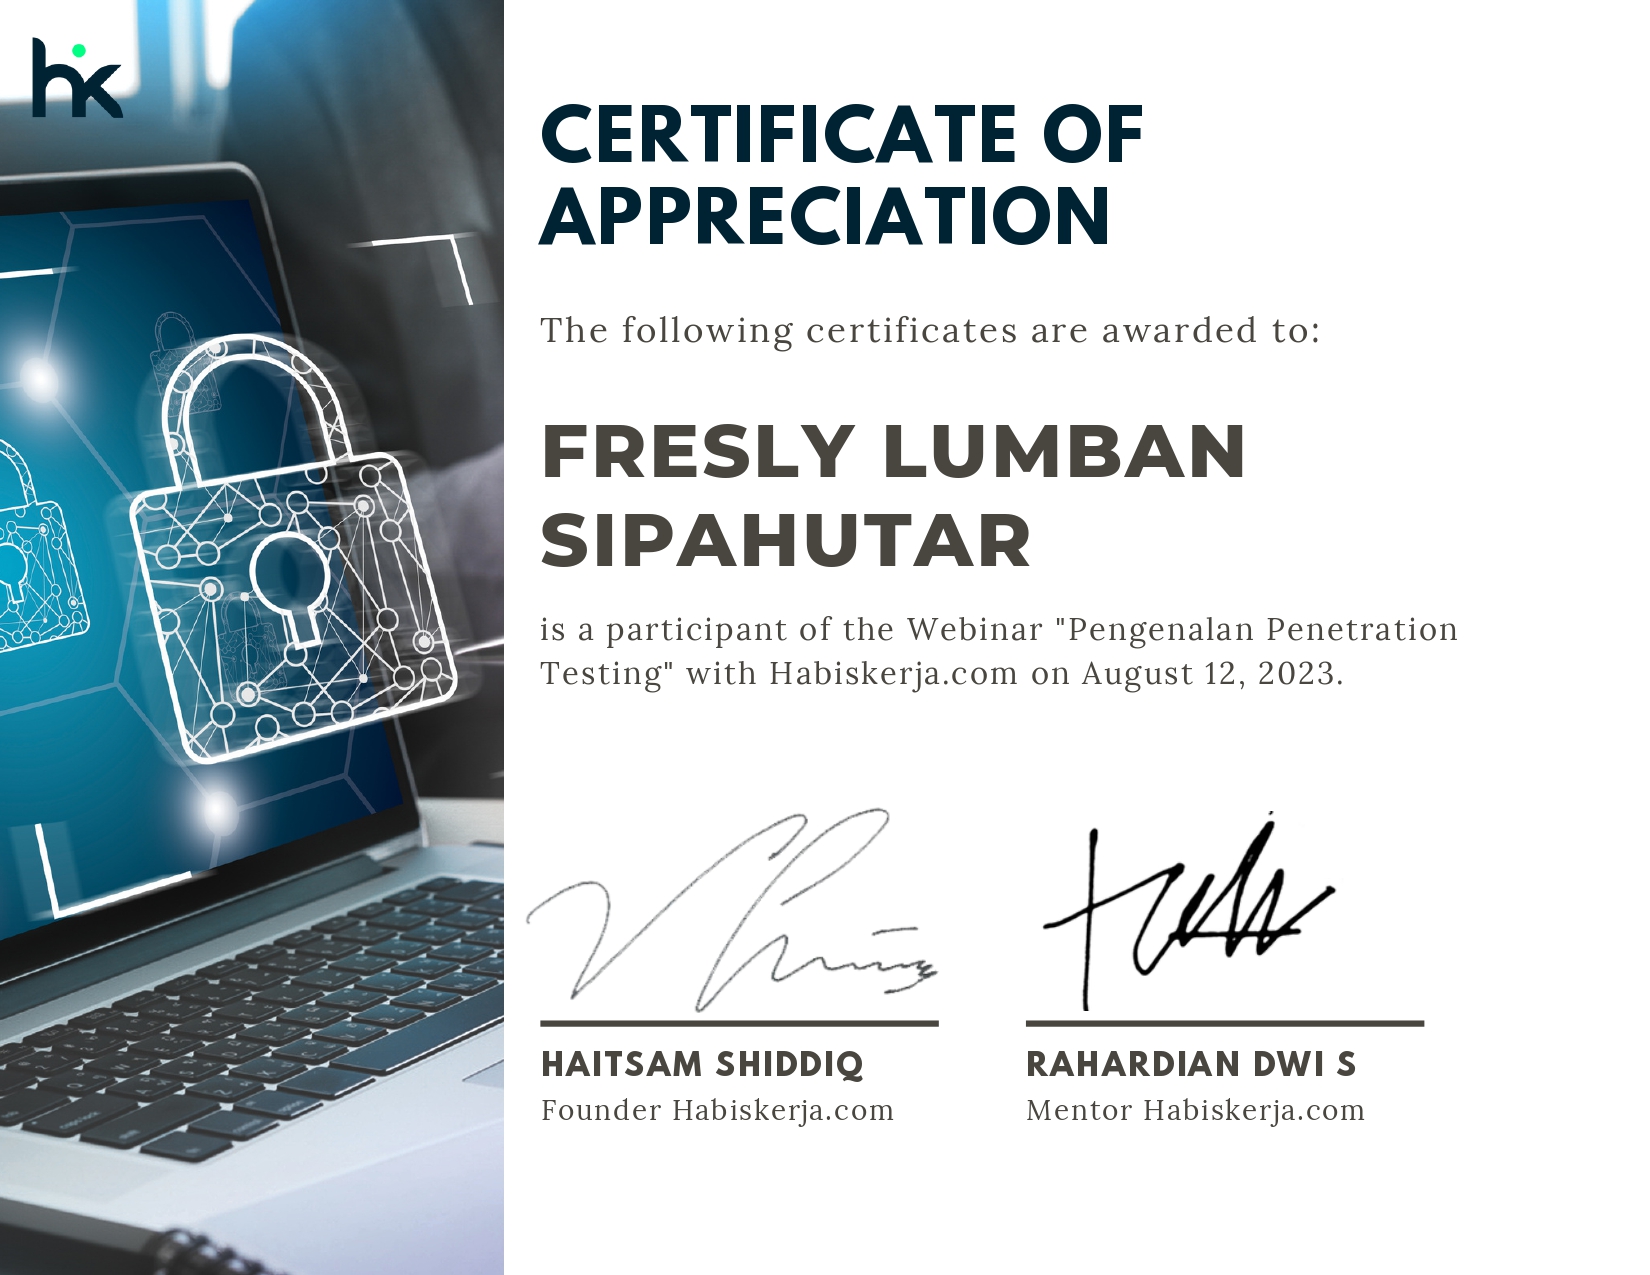 hk
CERTIFICATE OF
APPRECIATION
The following certificates are awarded to:
FRESLY LUMBAN
SIPAHUTAR
is a participant of the Webinar "Pengenalan Penetration
Testing" with Habiskerja.com on August 12, 2023.
HAITSAM SHIDDIQ
Founder Habiskerja.com
RAHARDIAN DWI S
Mentor Habiskerja.com